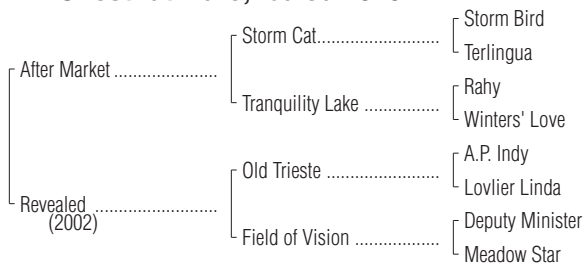 Storm Bird
Storm Cat
Terlingua
After Market
Rahy
Tranquility Lake
Winters' Love
A.P. Indy
Old Trieste
Lovlier Linda
Revealed
(2002)
Deputy Minister
Field of Vision
Meadow Star